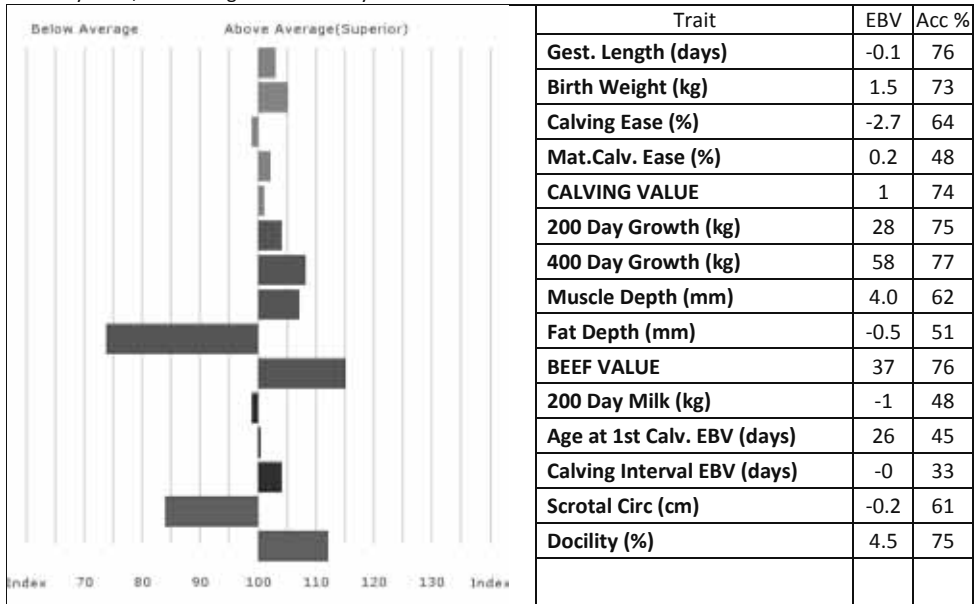 Below Average Above Average(Superior)
Index 70 80 90 100 110 120 130 Index
Trait EBV Acc %
Gest. Length (days) -0.1 76
Birth Weight (kg) 1.5 73
Calving Ease (%) -2.7 64
Mat.Calv. Ease (%) 0.2 48
CALVING VALUE 1 74
200 Day Growth (kg) 28 75
400 Day Growth (kg) 58 77
Muscle Depth (mm) 4.0 62
Fat Depth (mm) -0.5 51
BEEF VALUE 37 76
200 Day Milk (kg) -1 48
Age at 1st Calv. EBV (days) 26 45
Calving Interval EBV (days) -0 33
Scrotal Circ (cm) -0.2 61
Docility (%) 4.5 75